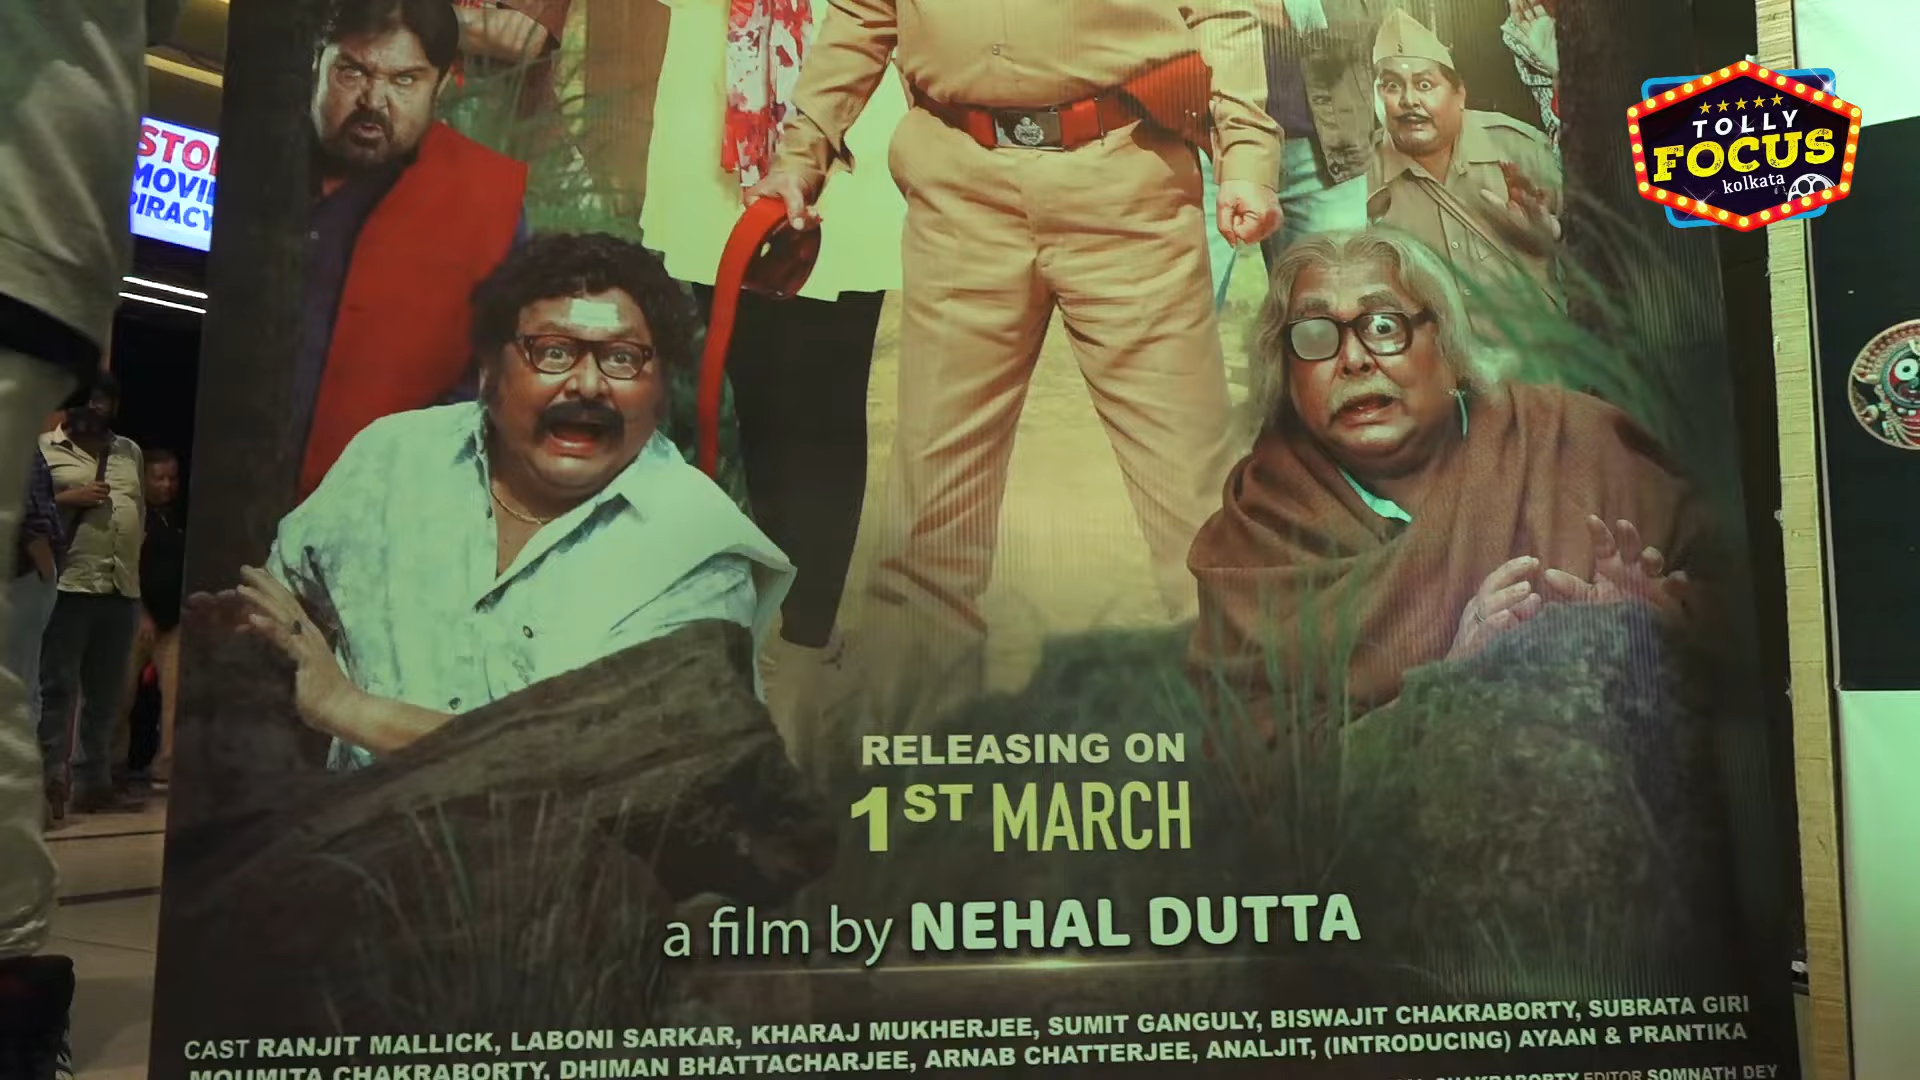 STOP
MOVIE
PIRACY
TOLLY
FOCUS
kolkata
RELEASING ON
1ST MARCH
a film by NEHAL DUTTA
CAST RANJIT MALLICK, LABONI SARKAR, KHARAJ MUKHERJEE, SUMIT GANGULY, BISWAJIT CHAKRABORTY, SUBRATA GIRI
MOUMITA CHAKRABORTY, DHIMAN BHATTACHARJEE, ARNAB CHATTERJEE, ANALJIT, (INTRODUCING) AYAAN & PRANTIKA
CHAKRABORTY EDITOR SOMNATH DEY